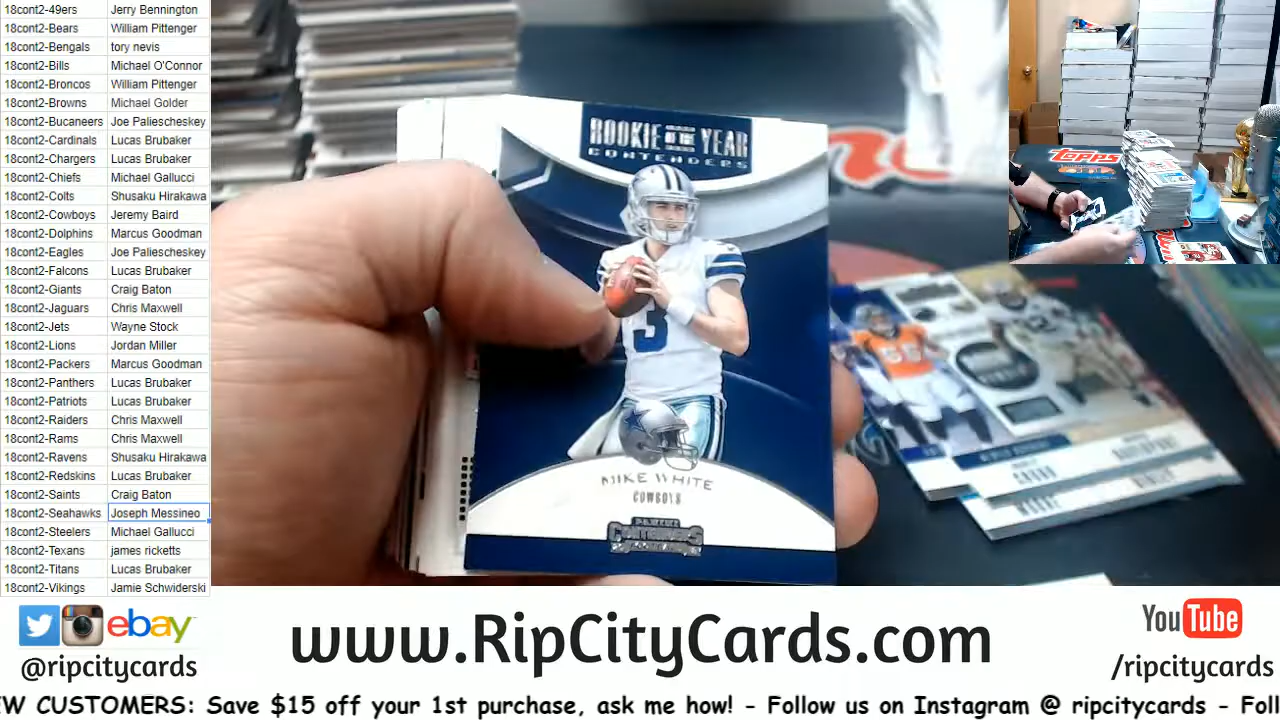 18cont2-49ers Jerry Bennington
18cont2-Bears William Pittenger
18cont2-Bengals tory nevis
18cont2-Bills Michael O'Connor
18cont2-Broncos William Pittenger
18cont2-Browns Michael Golder
18cont2-Bucaneers Joe Paliescheskey
18cont2-Cardinals Lucas Brubaker
18cont2-Chargers Lucas Brubaker
18cont2-Chiefs Michael Gallucci
18cont2-Colts Shusaku Hirakawa
18cont2-Cowboys Jeremy Baird
18cont2-Dolphins Marcus Goodman
18cont2-Eagles Joe Paliescheskey
18cont2-Falcons Lucas Brubaker
18cont2-Giants Craig Baton
18cont2-Jaguars Chris Maxwell
18cont2-Jets Wayne Stock
18cont2-Lions Jordan Miller
18cont2-Packers Marcus Goodman
18cont2-Panthers Lucas Brubaker
18cont2-Patriots Lucas Brubaker
18cont2-Raiders Chris Maxwell
18cont2-Rams Chris Maxwell
18cont2-Ravens Shusaku Hirakawa
18cont2-Redskins Lucas Brubaker
18cont2-Saints Craig Baton
18cont2-Seahawks Joseph Messineo
18cont2-Steelers Michael Gallucci
18cont2-Texans james ricketts
18cont2-Titans Lucas Brubaker
18cont2-Vikings Jamie Schwiderski
ROOKIE OF THE YEAR
CONTENDERS
3
MIKE WHITE
COWBOYS
PANINI
CONTENDERS
Topps
ebay
@ripcitycards
www.RipCityCards.com
YouTube
/ripcitycards
EW CUSTOMERS: Save $15 off your 1st purchase, ask me how! - Follow us on Instagram @ ripcitycards - Foll